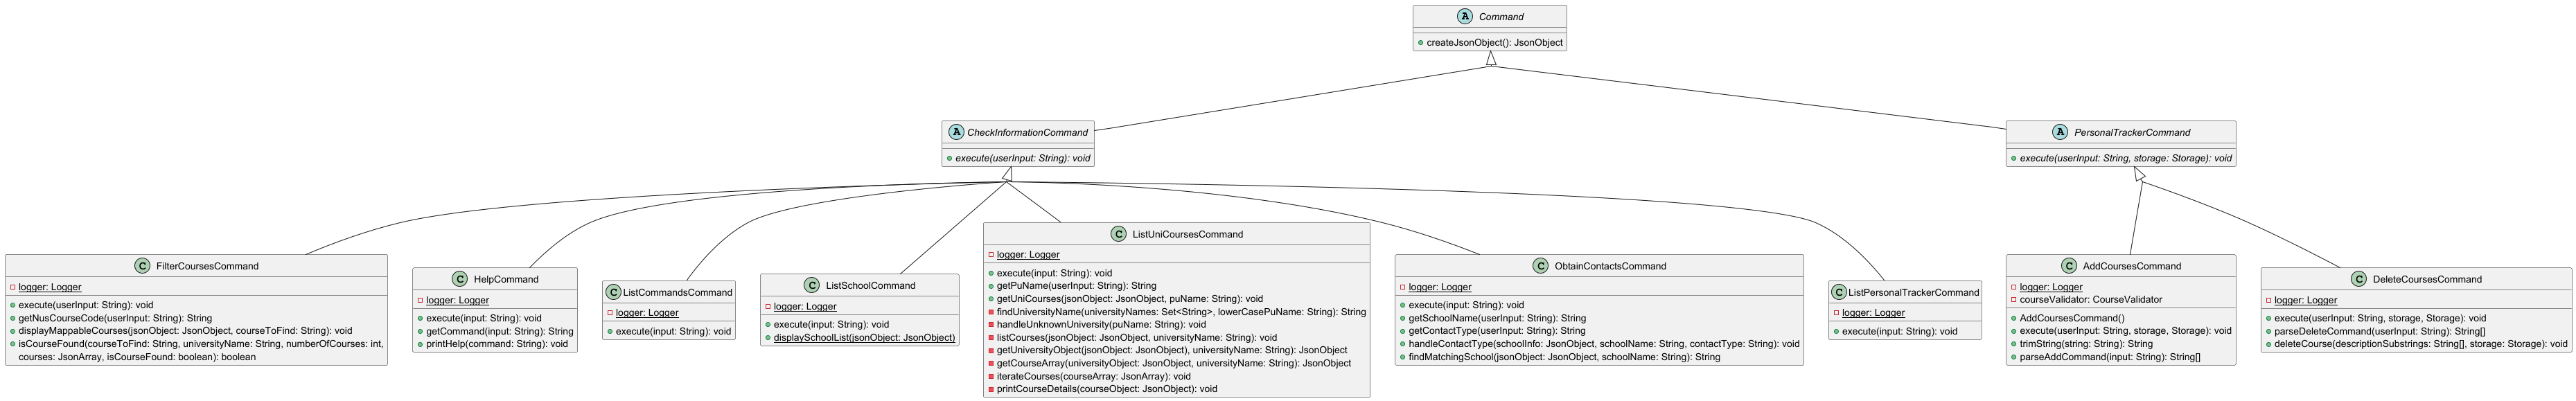 A Command
+ createJsonObject(): JsonObject
A CheckInformationCommand
execute(userInput: String): void
A PersonalTrackerCommand
execute(userInput: String, storage: Storage): void
C FilterCoursesCommand
logger: Logger
execute(userInput: String): void
getNusCourseCode(userInput: String): String
displayMappableCourses(jsonObject: JsonObject, courseToFind: String): void
isCourseFound(courseToFind: String, universityName: String, numberOfCourses: int,
courses: JsonArray, isCourseFound: boolean): boolean
C HelpCommand
logger: Logger
execute(input: String): void
getCommand(input: String): String
printHelp(command: String): void
C ListCommandsCommand
logger: Logger
execute(input: String): void
C ListSchoolCommand
logger: Logger
execute(input: String): void
displaySchoolList(jsonObject: JsonObject)
C ListUniCoursesCommand
logger: Logger
execute(input: String): void
getPuName(userInput: String): String
getUniCourses(jsonObject: JsonObject, puName: String): void
findUniversityName(universityNames: Set<String>, lowerCasePuName: String): String
handleUnknownUniversity(puName: String): void
listCourses(jsonObject: JsonObject, universityName: String): void
getUniversityObject(jsonObject: JsonObject), universityName: String): JsonObject
getCourseArray(universityObject: JsonObject, universityName: String): JsonObject
iterateCourses(courseArray: JsonArray): void
printCourseDetails(courseObject: JsonObject): void
C ObtainContactsCommand
logger: Logger
execute(input: String): void
getSchoolName(userInput: String): String
getContactType(userInput: String): String
handleContactType(schoolInfo: JsonObject, schoolName: String, contactType: String): void
findMatchingSchool(jsonObject: JsonObject, schoolName: String): String
C ListPersonalTrackerCommand
logger: Logger
execute(input: String): void
C AddCoursesCommand
logger: Logger
courseValidator: CourseValidator
AddCoursesCommand()
execute(userInput: String, storage, Storage): void
trimString(string: String): String
parseAddCommand(input: String): String[]
C DeleteCoursesCommand
logger: Logger
execute(userInput: String, storage, Storage): void
parseDeleteCommand(userInput: String): String[]
deleteCourse(descriptionSubstrings: String[], storage: Storage): void